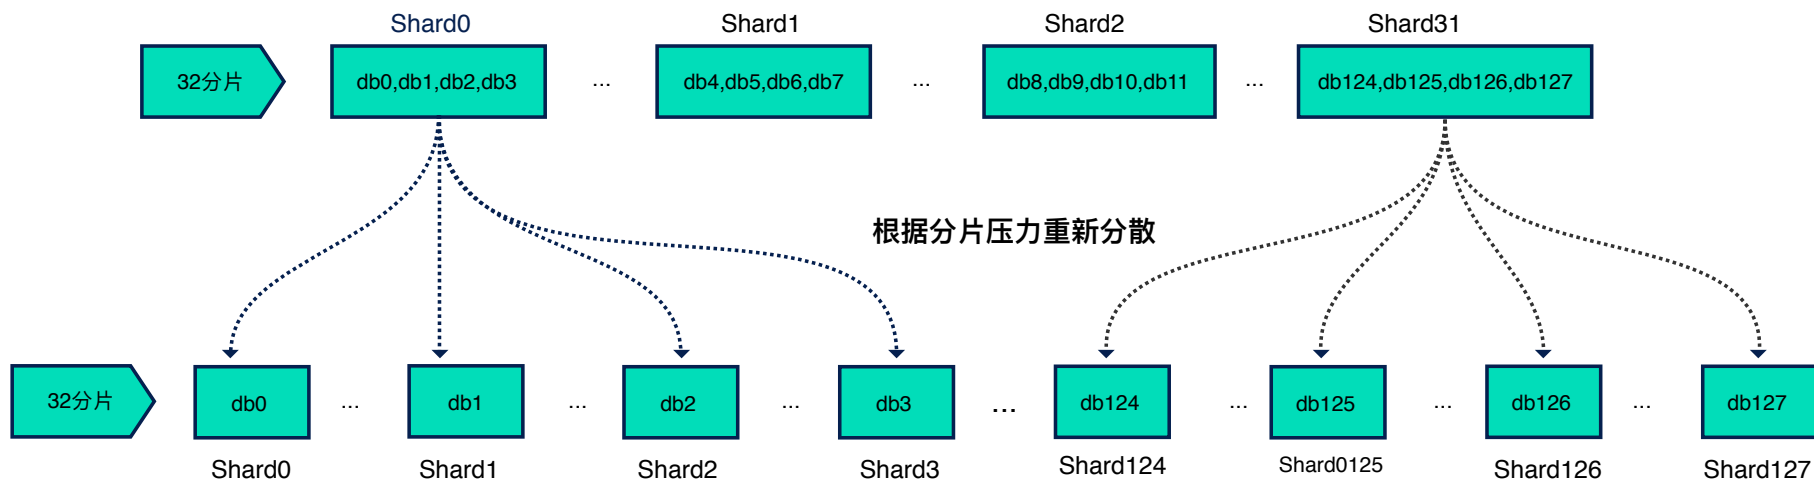 Shard0
Shard1
Shard2
Shard31
32分片
db0,db1,db2,db3
...
db4,db5,db6,db7
...
db8,db9,db10,db11
...
db124,db125,db126,db127
根据分片压力重新分散
32分片
db0
...
db1
...
db2
...
db3
...
db124
...
db125
...
db126
...
db127
Shard0
Shard1
Shard2
Shard3
Shard124
Shard0125
Shard126
Shard127